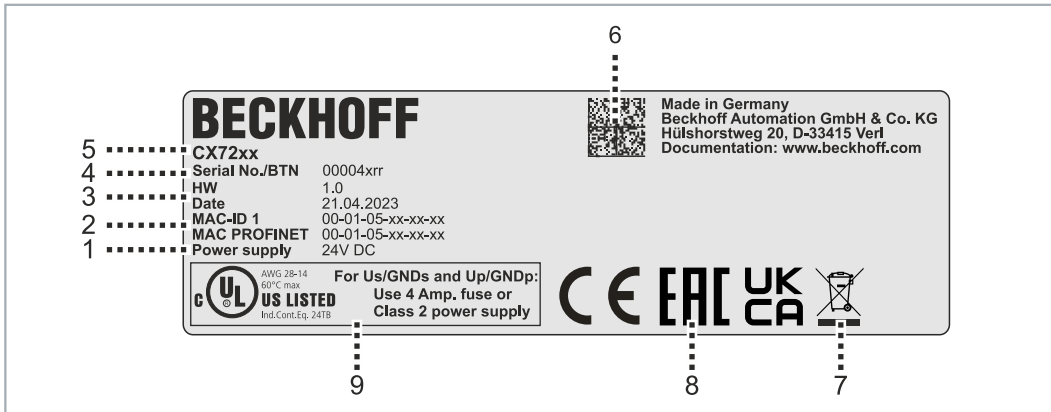 6
BECKHOFF
Made in Germany
Beckhoff Automation GmbH & Co. KG
Hülshorstweg 20, D-33415 Verl
Documentation: www.beckhoff.com
5 CX72xx
4 Serial No./BTN 00004xrr
HW 1.0
3 Date 21.04.2023
2 MAC-ID 1 00-01-05-xx-xx-xx
MAC PROFINET 00-01-05-xx-xx-xx
1 Power supply 24V DC
C UL ® US LISTED
AWG 28-14
60°C max
Ind.Cont.Eq. 24TB
For Us/GNDs and Up/GNDp:
Use 4 Amp. fuse or
Class 2 power supply
CE EAC UK CA
9 8 7